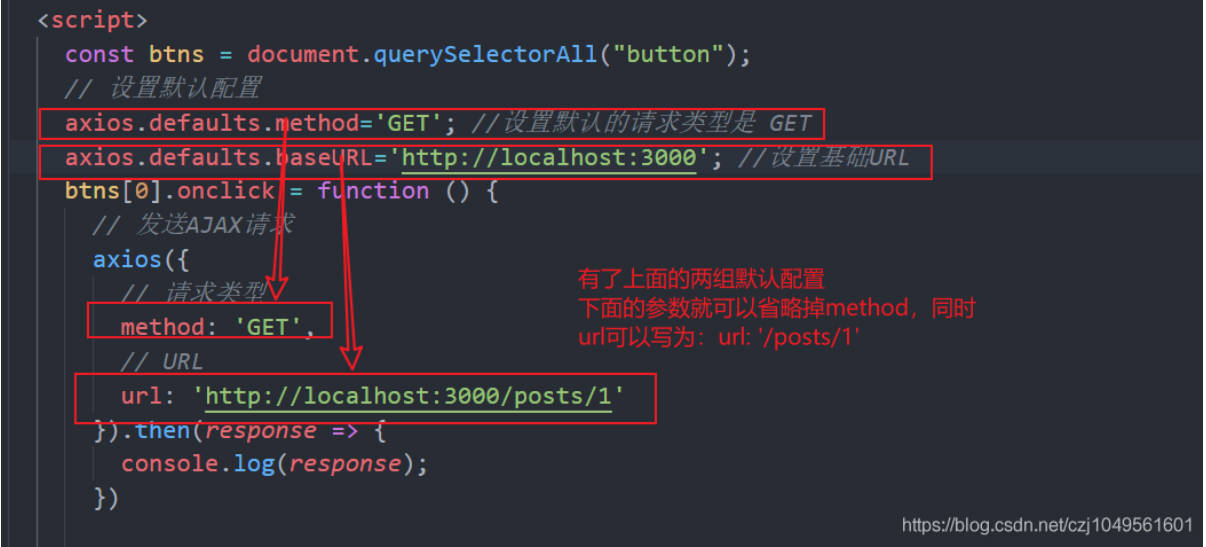 <script>
const btns = document.querySelectorAll("button");
// 设置默认配置
axios.defaults.method='GET'; //设置默认的请求类型是 GET
axios.defaults.baseURL='http://localhost:3000'; //设置基础URL
btns[0].onclick = function () {
// 发送AJAX请求
axios({
// 请求类型
method: 'GET',
// URL
url: 'http://localhost:3000/posts/1'
}).then(response => {
console.log(response);
})
有了上面的两组默认配置
下面的参数就可以省略掉method，同时
url可以写为：url: '/posts/1'
https://blog.csdn.net/czj1049561601